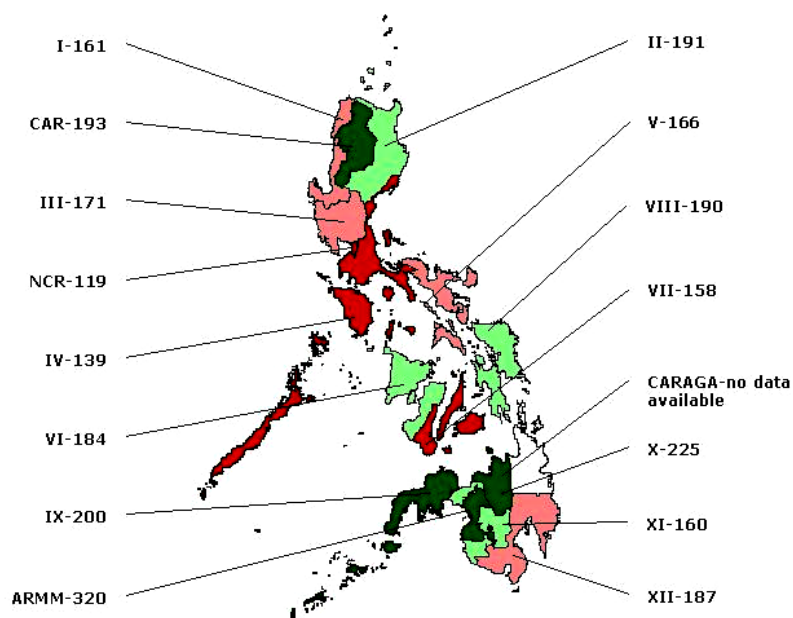 I-161
CAR-193
III-171
NCR-119
IV-139
VI-184
IX-200
ARMM-320
II-191
V-166
VIII-190
VII-158
CARAGA-no data
available
X-225
XI-160
XII-187